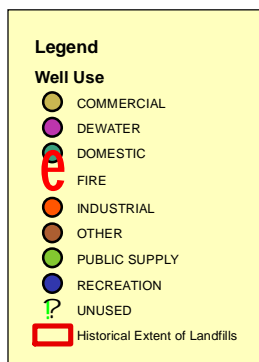 Legend
Well Use
COMMERCIAL
DEWATER
DOMESTIC
e FIRE
INDUSTRIAL
OTHER
PUBLIC SUPPLY
RECREATION
? UNUSED
Historical Extent of Landfills